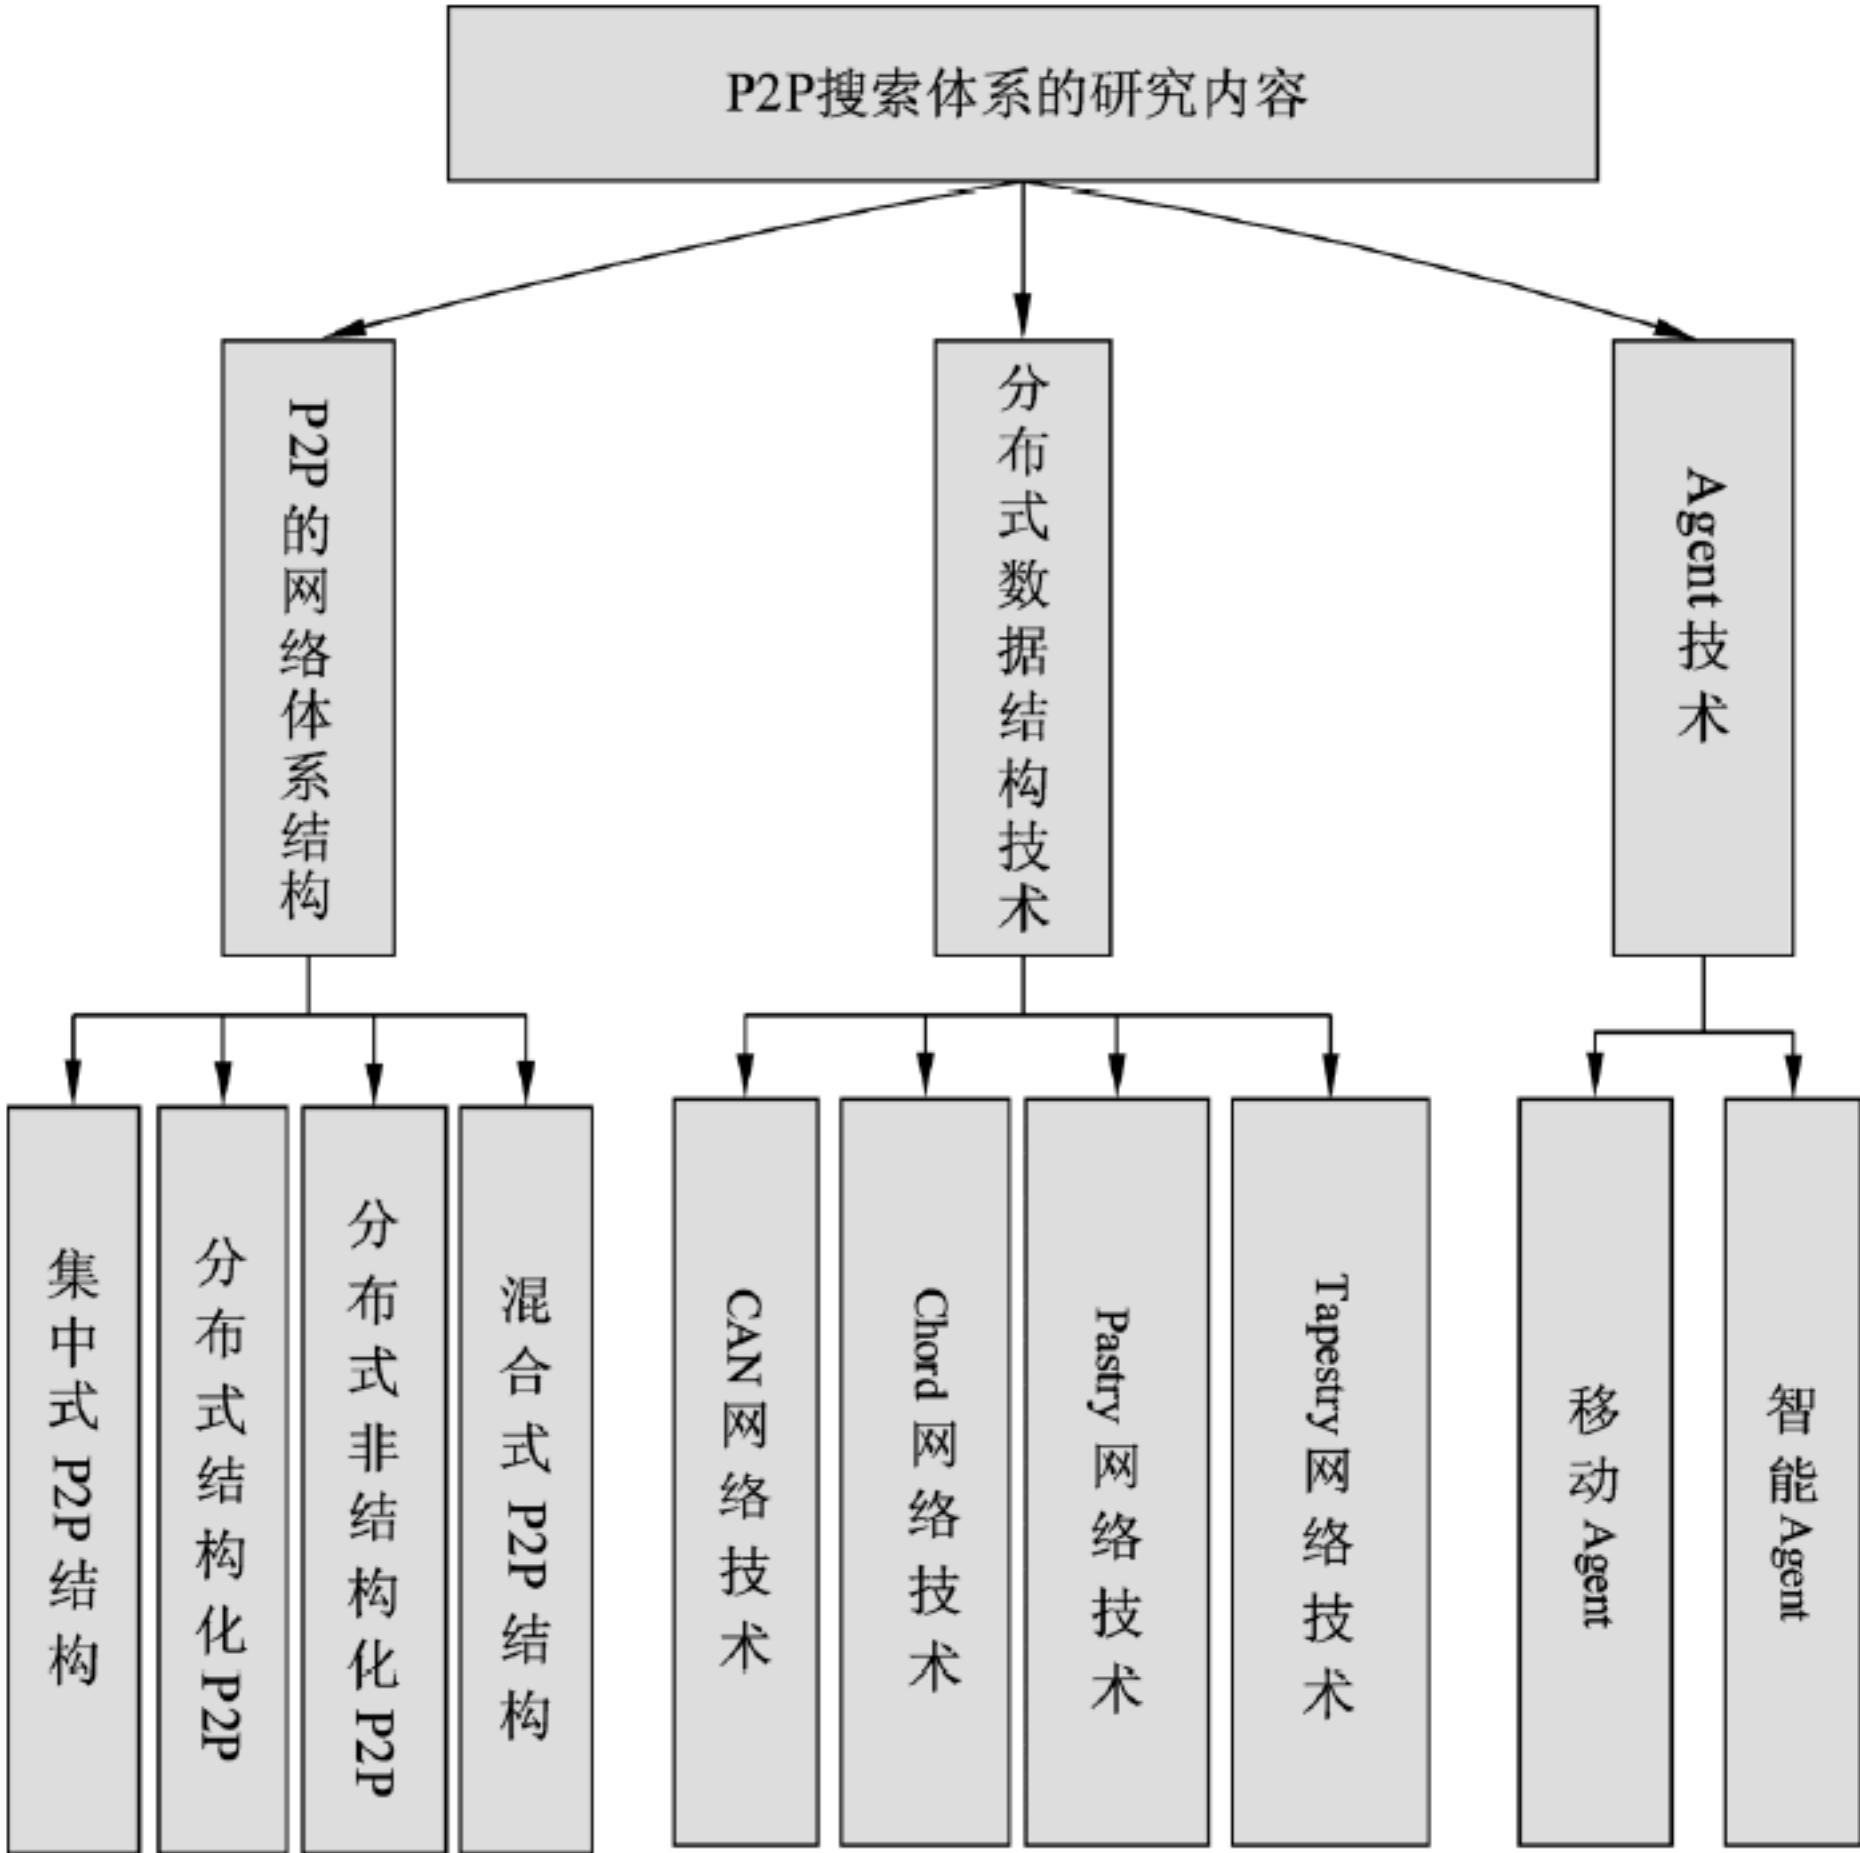 P2P搜索体系的研究内容
P2P的网络体系结构
分布式数据结构技术
Agent技术
集中式P2P结构
分布式结构化P2P
分布式非结构化P2P
混合式P2P结构
CAN网络技术
Chord网络技术
Pastry网络技术
Tapestry网络技术
移动Agent
智能Agent